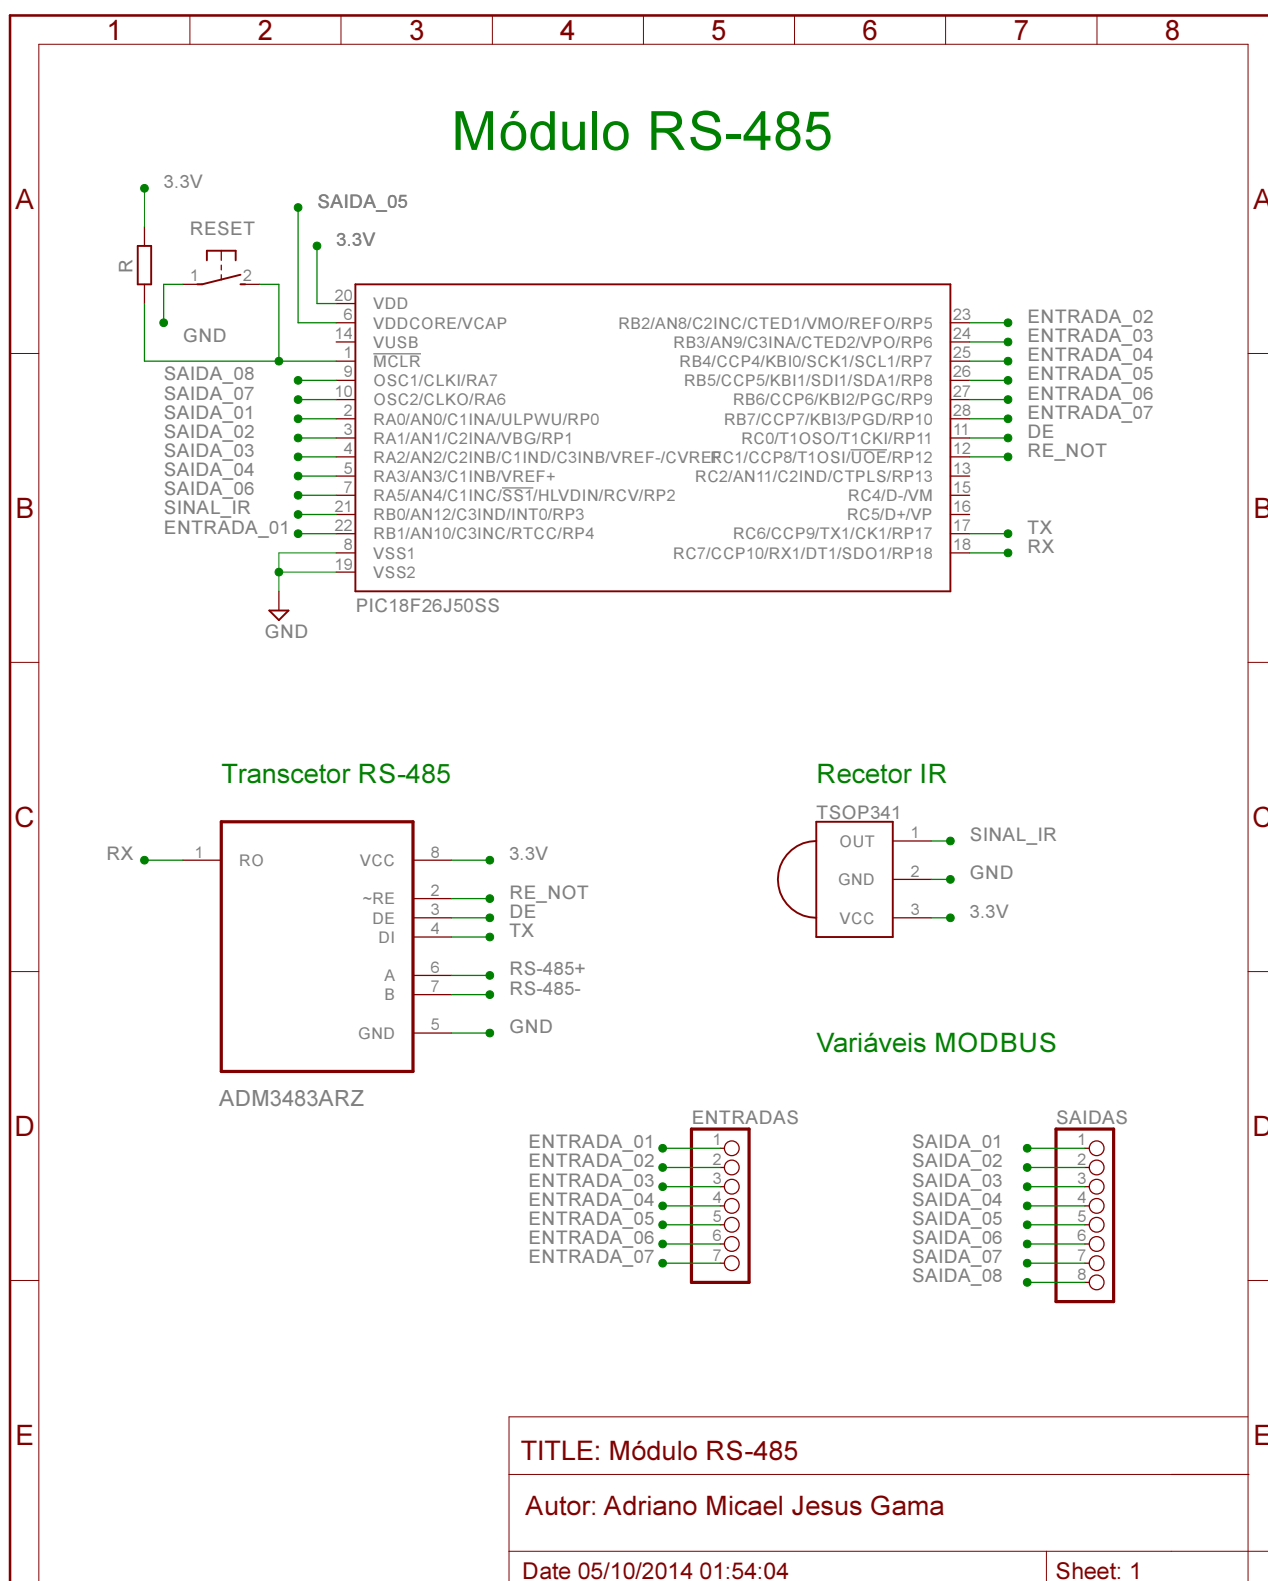 1 2 3 4 5 6 7 8
Módulo RS-485
A A
3.3V
SAIDA_05
RESET
3.3V
R
1 2
GND
20 VDD
6 VDDCORE/VCAP
14 VUSB
1 MCLR
SAIDA_08 9 OSC1/CLKI/RA7
SAIDA_07 10 OSC2/CLKO/RA6
SAIDA_01 2 RA0/AN0/C1INA/ULPWU/RP0
SAIDA_02 3 RA1/AN1/C2INA/VBG/RP1
SAIDA_03 4 RA2/AN2/C2INB/C1IND/C3INB/VREF-/CVREF
SAIDA_04 5 RA3/AN3/C1INB/VREF+
SAIDA_06 7 RA5/AN4/C1INC/SS1/HLVDIN/RCV/RP2
SINAL_IR 21 RB0/AN12/C3IND/INT0/RP3
ENTRADA_01 22 RB1/AN10/C3INC/RTCC/RP4
8 VSS1
19 VSS2
RB2/AN8/C2INC/CTED1/VMO/REFO/RP5 23 ENTRADA_02
RB3/AN9/C3INA/CTED2/VPO/RP6 24 ENTRADA_03
RB4/CCP4/KBI0/SCK1/SCL1/RP7 25 ENTRADA_04
RB5/CCP5/KBI1/SDI1/SDA1/RP8 26 ENTRADA_05
RB6/CCP6/KBI2/PGC/RP9 27 ENTRADA_06
RB7/CCP7/KBI3/PGD/RP10 28 ENTRADA_07
RC0/T1OSO/T1CKI/RP11 11 DE
RC1/CCP8/T1OSI/UOE/RP12 12 RE_NOT
RC2/AN11/C2IND/CTPLS/RP13 13
RC4/D-/VM 15
RC5/D+/VP 16
RC6/CCP9/TX1/CK1/RP17 17 TX
RC7/CCP10/RX1/DT1/SDO1/RP18 18 RX
B B
PIC18F26J50SS
GND
Transcetor RS-485
C C
RX 1 RO
VCC 8 3.3V
~RE 2 RE_NOT
DE 3 DE
DI 4 TX
A 6 RS-485+
B 7 RS-485-
GND 5 GND
ADM3483ARZ
Recetor IR
TSOP341
OUT 1 SINAL_IR
GND 2 GND
VCC 3 3.3V
Variáveis MODBUS
D D
ENTRADAS
ENTRADA_01 1
ENTRADA_02 2
ENTRADA_03 3
ENTRADA_04 4
ENTRADA_05 5
ENTRADA_06 6
ENTRADA_07 7
SAIDAS
SAIDA_01 1
SAIDA_02 2
SAIDA_03 3
SAIDA_04 4
SAIDA_05 5
SAIDA_06 6
SAIDA_07 7
SAIDA_08 8
E E
TITLE: Módulo RS-485
Autor: Adriano Micael Jesus Gama
Date 05/10/2014 01:54:04
Sheet: 1